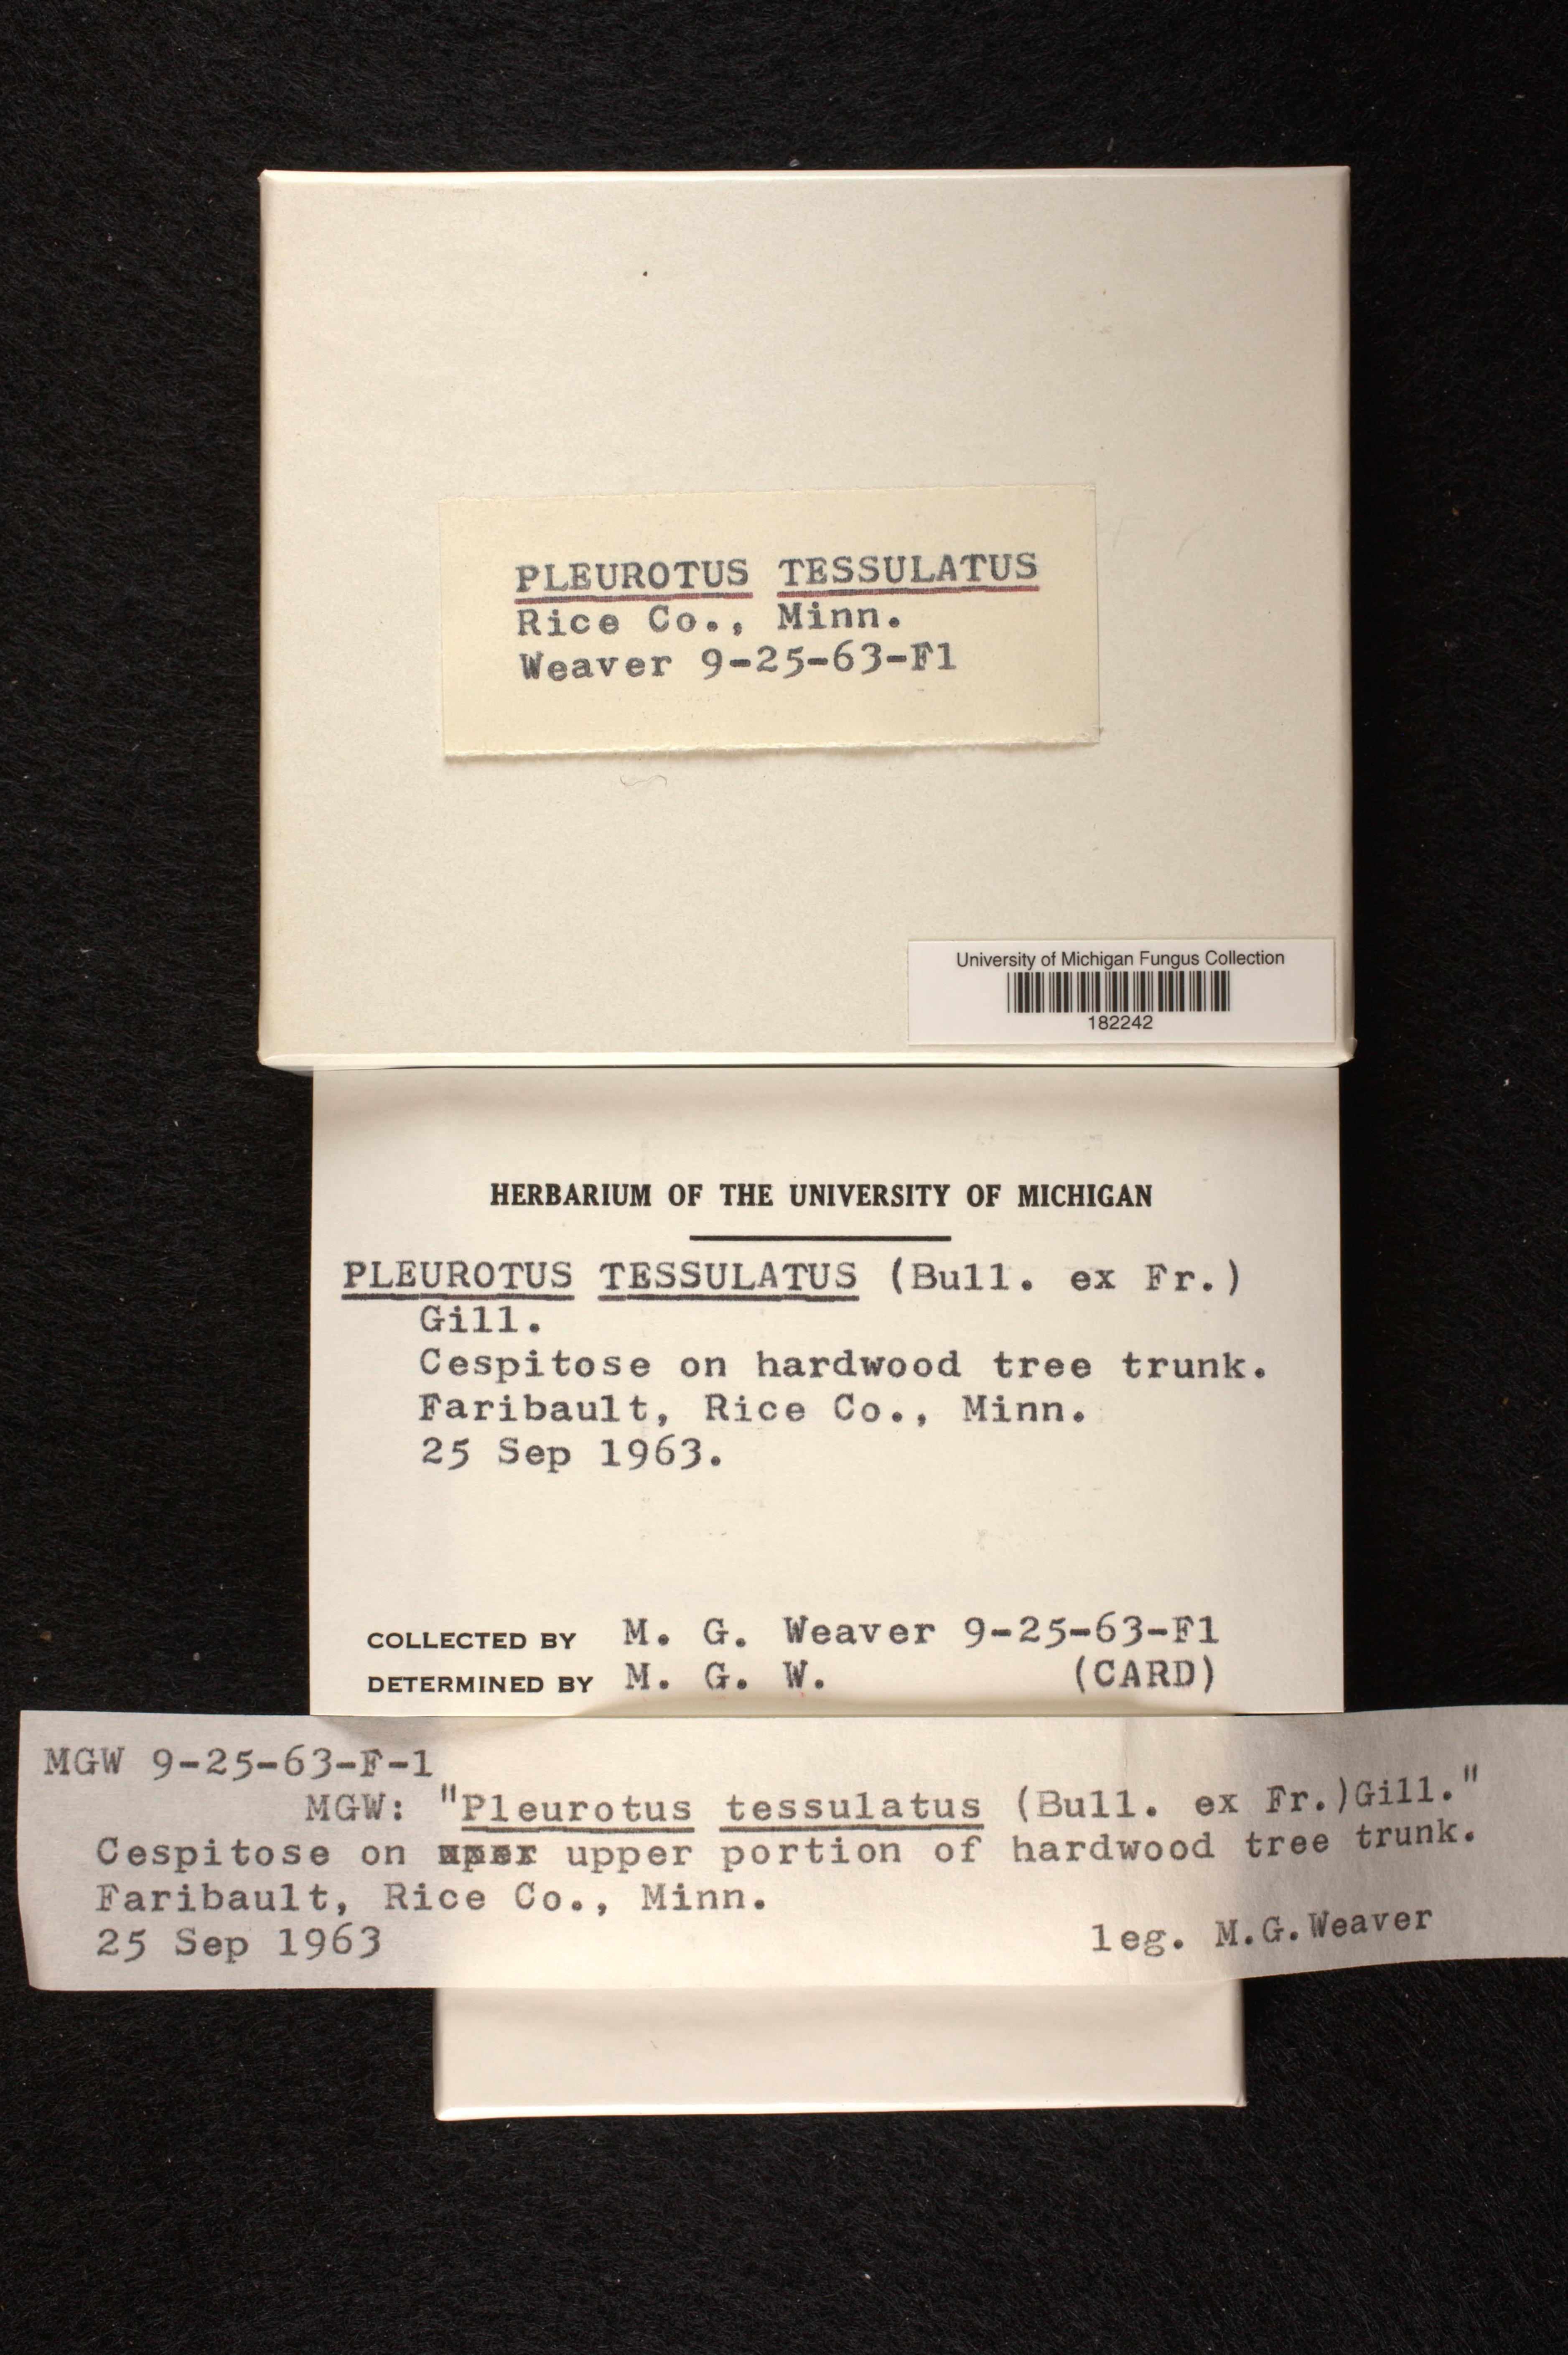 PLEUROTUS TESSULATUS
Rice Co., Minn.
Weaver 9-25-63-F1
University of Michigan Fungus Collection
182242
HERBARIUM OF THE UNIVERSITY OF MICHIGAN
PLEUROTUS TESSULATUS (Bull. ex Fr.)
Gill.
Cespitose on hardwood tree trunk.
Faribault, Rice Co., Minn.
25 Sep 1963.
COLLECTED BY M. G. Weaver 9-25-63-F1
DETERMINED BY M. G. W. (CARD)
MGW 9-25-63-F-1
MGW: "Pleurotus tessulatus (Bull. ex Fr.)Gill."
Cespitose on upper portion of hardwood tree trunk.
Faribault, Rice Co., Minn.
25 Sep 1963 leg. M.G.Weaver